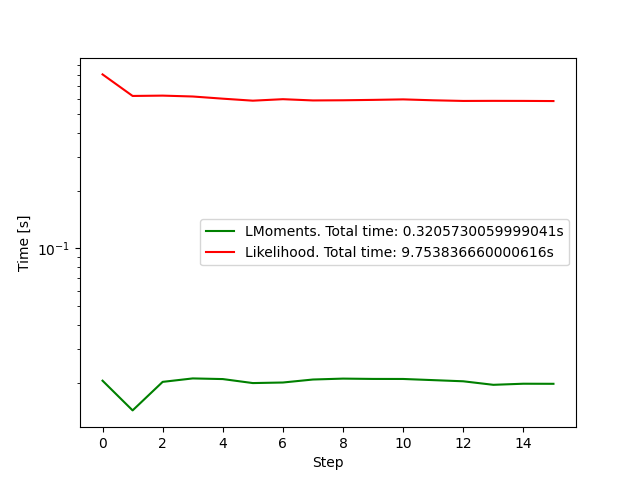 Time [s]
10⁻¹
LMoments. Total time: 0.3205730059999041s
Likelihood. Total time: 9.753836660000616s
0 2 4 6 8 10 12 14
Step